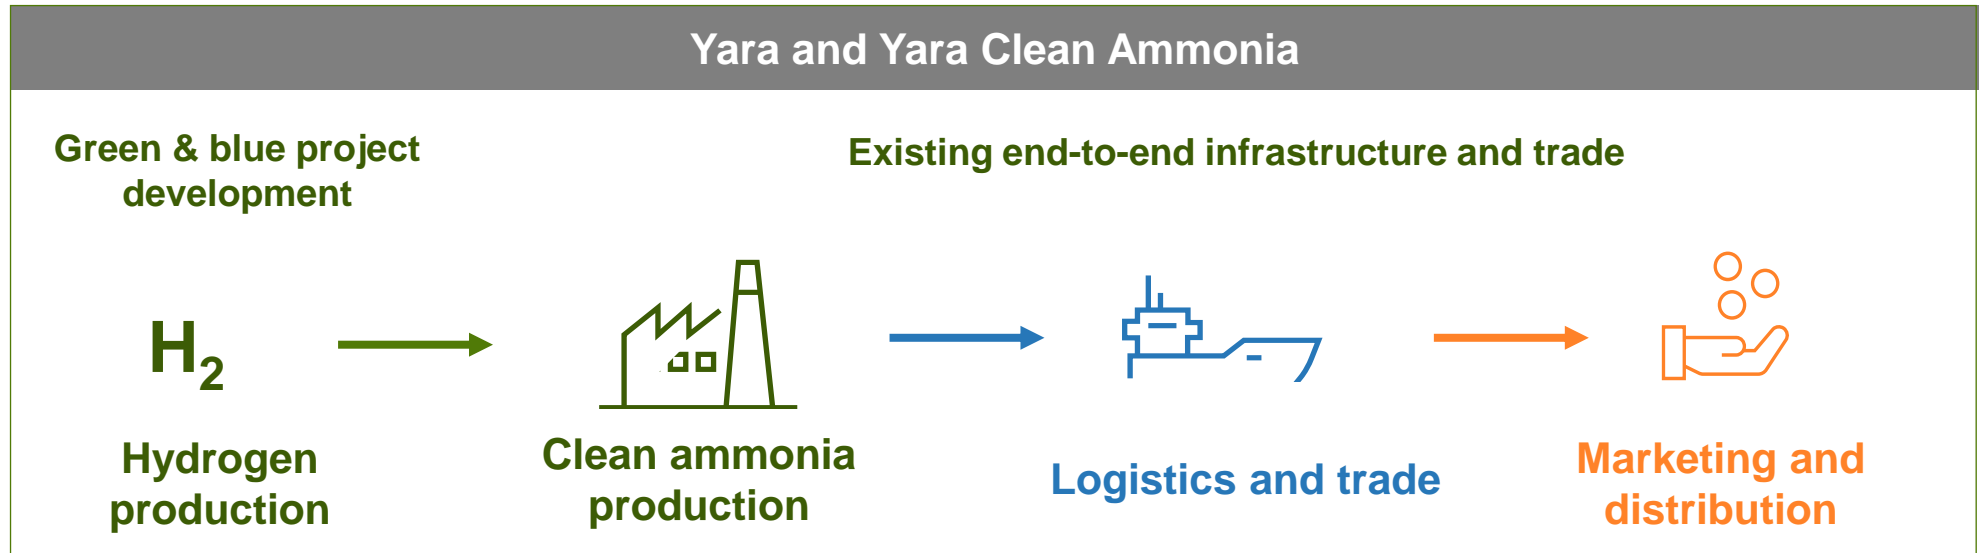 Yara and Yara Clean Ammonia
Green & blue project
development
Existing end-to-end infrastructure and trade
H₂
Hydrogen
production
Clean ammonia
production
Logistics and trade
Marketing and
distribution